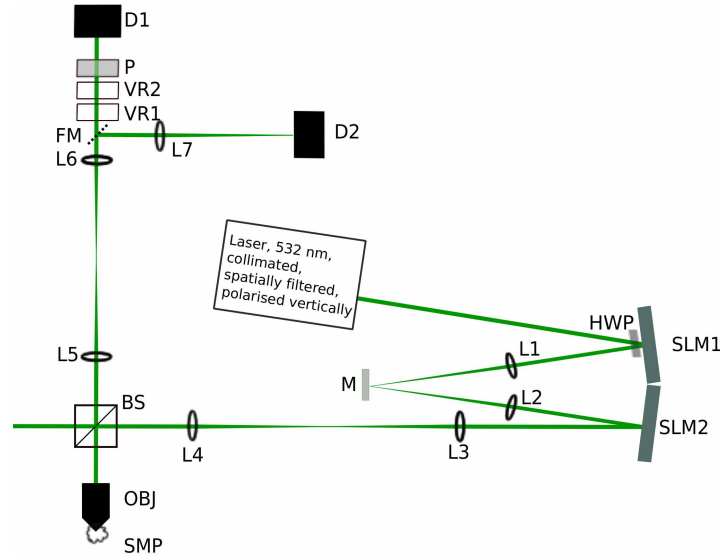 D1
P
VR2
VR1
FM
D2
L7
L6
Laser, 532 nm,
collimated,
spatially filtered,
polarised vertically
HWP
SLM1
L1
L5
M
L2
BS
SLM2
L4
L3
OBJ
SMP